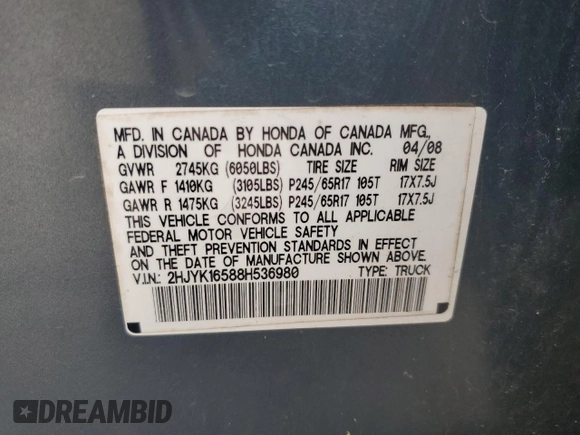 MFD. IN CANADA BY HONDA OF CANADA MFG.,
A DIVISION OF HONDA CANADA INC. 04/08
GVWR 2745KG (6050LBS) TIRE SIZE RIM SIZE
GAWR F 1410KG (3105LBS) P245/65R17 105T 17X7.5J
GAWR R 1475KG (3245LBS) P245/65R17 105T 17X7.5J
THIS VEHICLE CONFORMS TO ALL APPLICABLE
FEDERAL MOTOR VEHICLE SAFETY
AND THEFT PREVENTION STANDARDS IN EFFECT
ON THE DATE OF MANUFACTURE SHOWN ABOVE.
V.I.N.: 2HJYK16588H536980 TYPE: TRUCK
DREAMBID